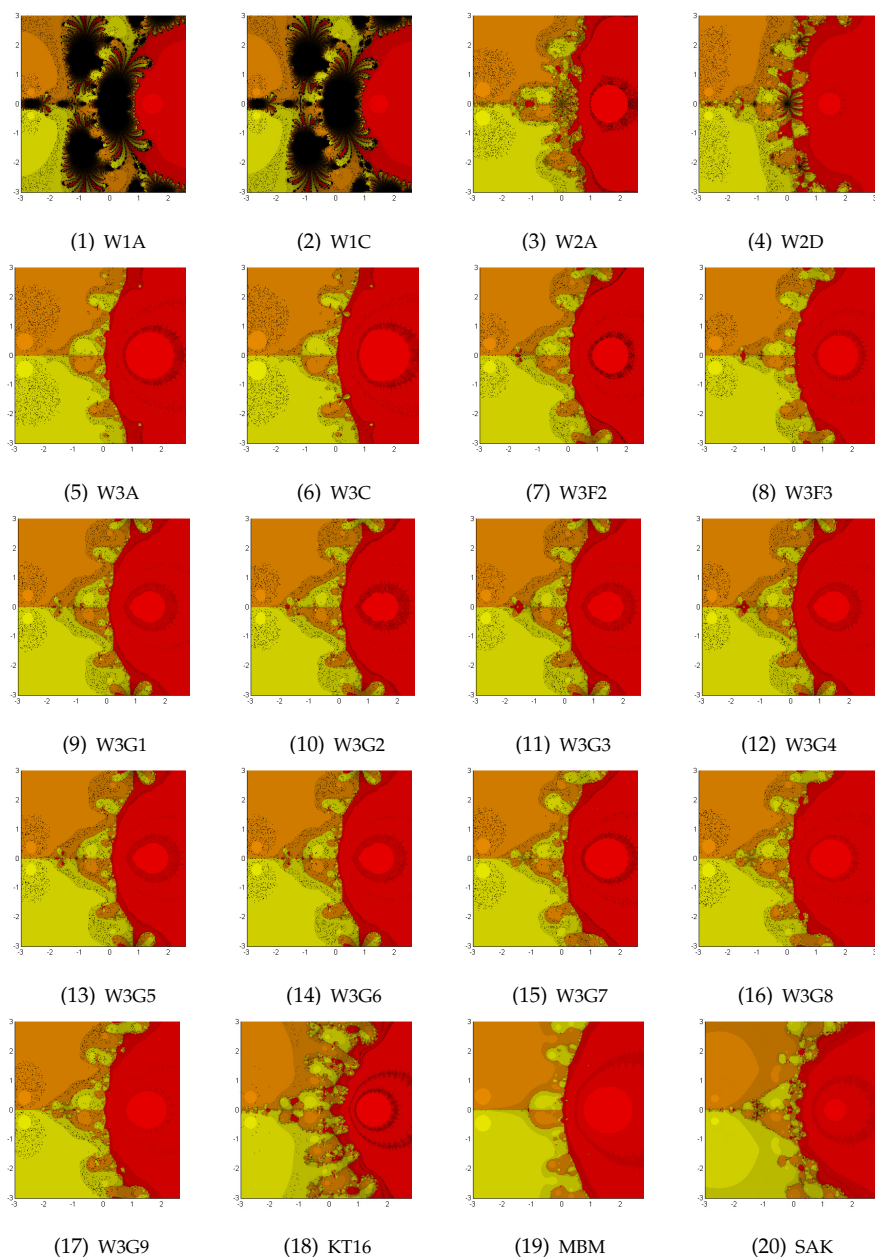 (1) W1A
(2) W1C
(3) W2A
(4) W2D
(5) W3A
(6) W3C
(7) W3F2
(8) W3F3
(9) W3G1
(10) W3G2
(11) W3G3
(12) W3G4
(13) W3G5
(14) W3G6
(15) W3G7
(16) W3G8
(17) W3G9
(18) KT16
(19) MBM
(20) SAK